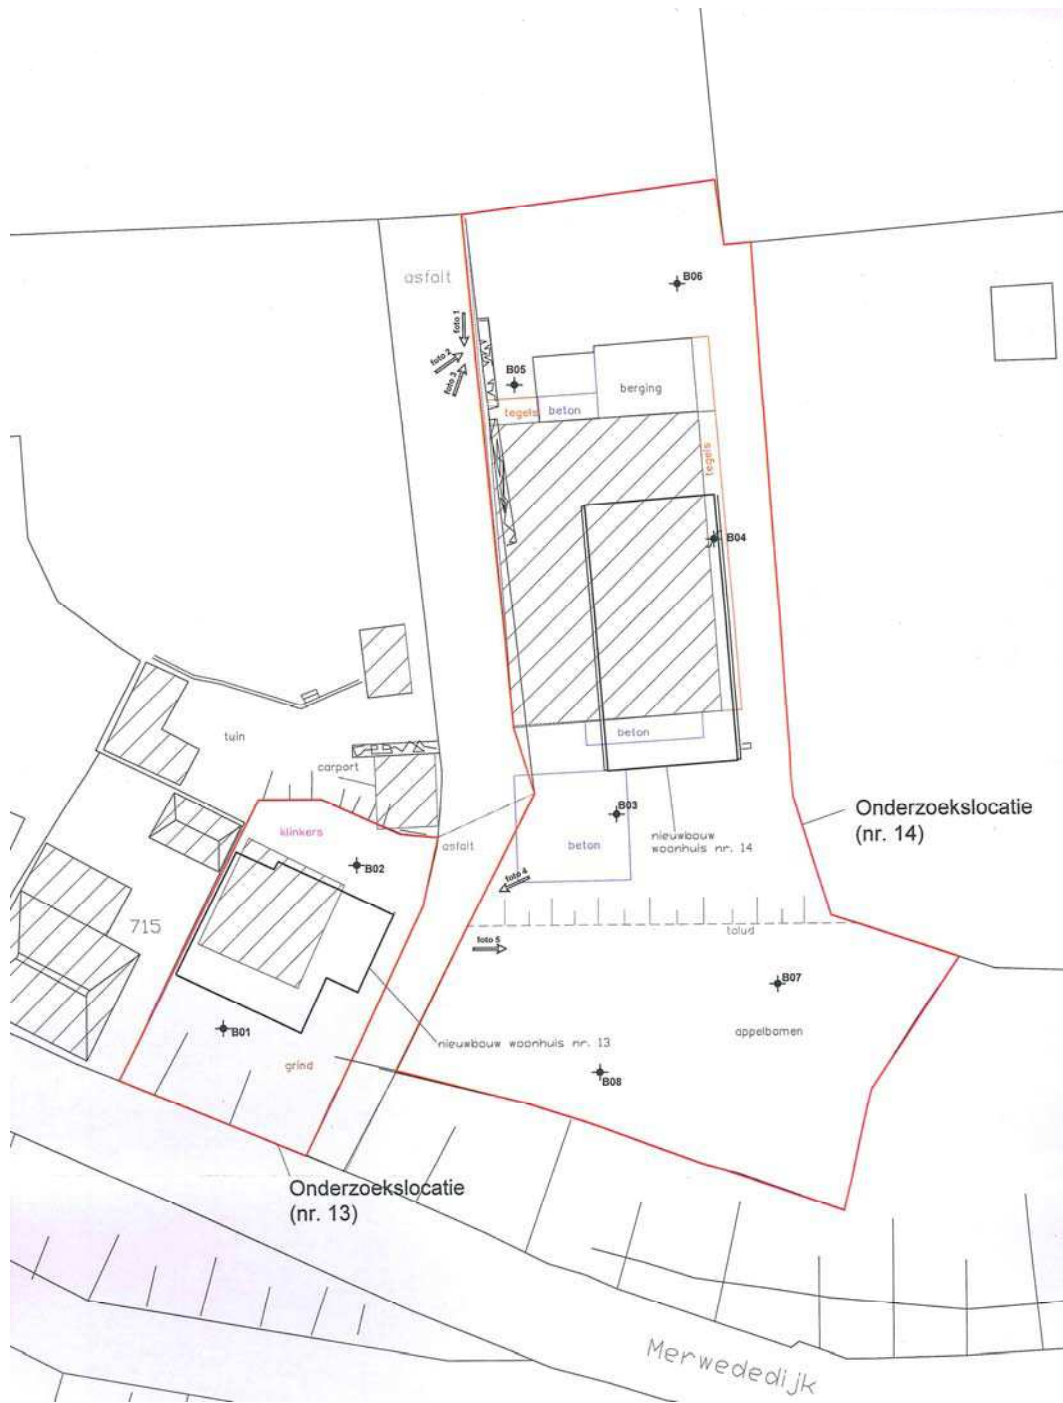 asfalt
B06
foto 1
foto 2
foto 3
B05
berging
tegels
beton
tegels
B04
beton
tuin
carport
Onderzoekslocatie
(nr. 14)
B03
klinkers
nieuwbouw
woonhuis nr. 14
asfalt
beton
B02
foto 4
715
talud
foto 5
B07
B01
appelbomen
nieuwbouw woonhuis nr. 13
grind
B08
Onderzoekslocatie
(nr. 13)
Merwededijk